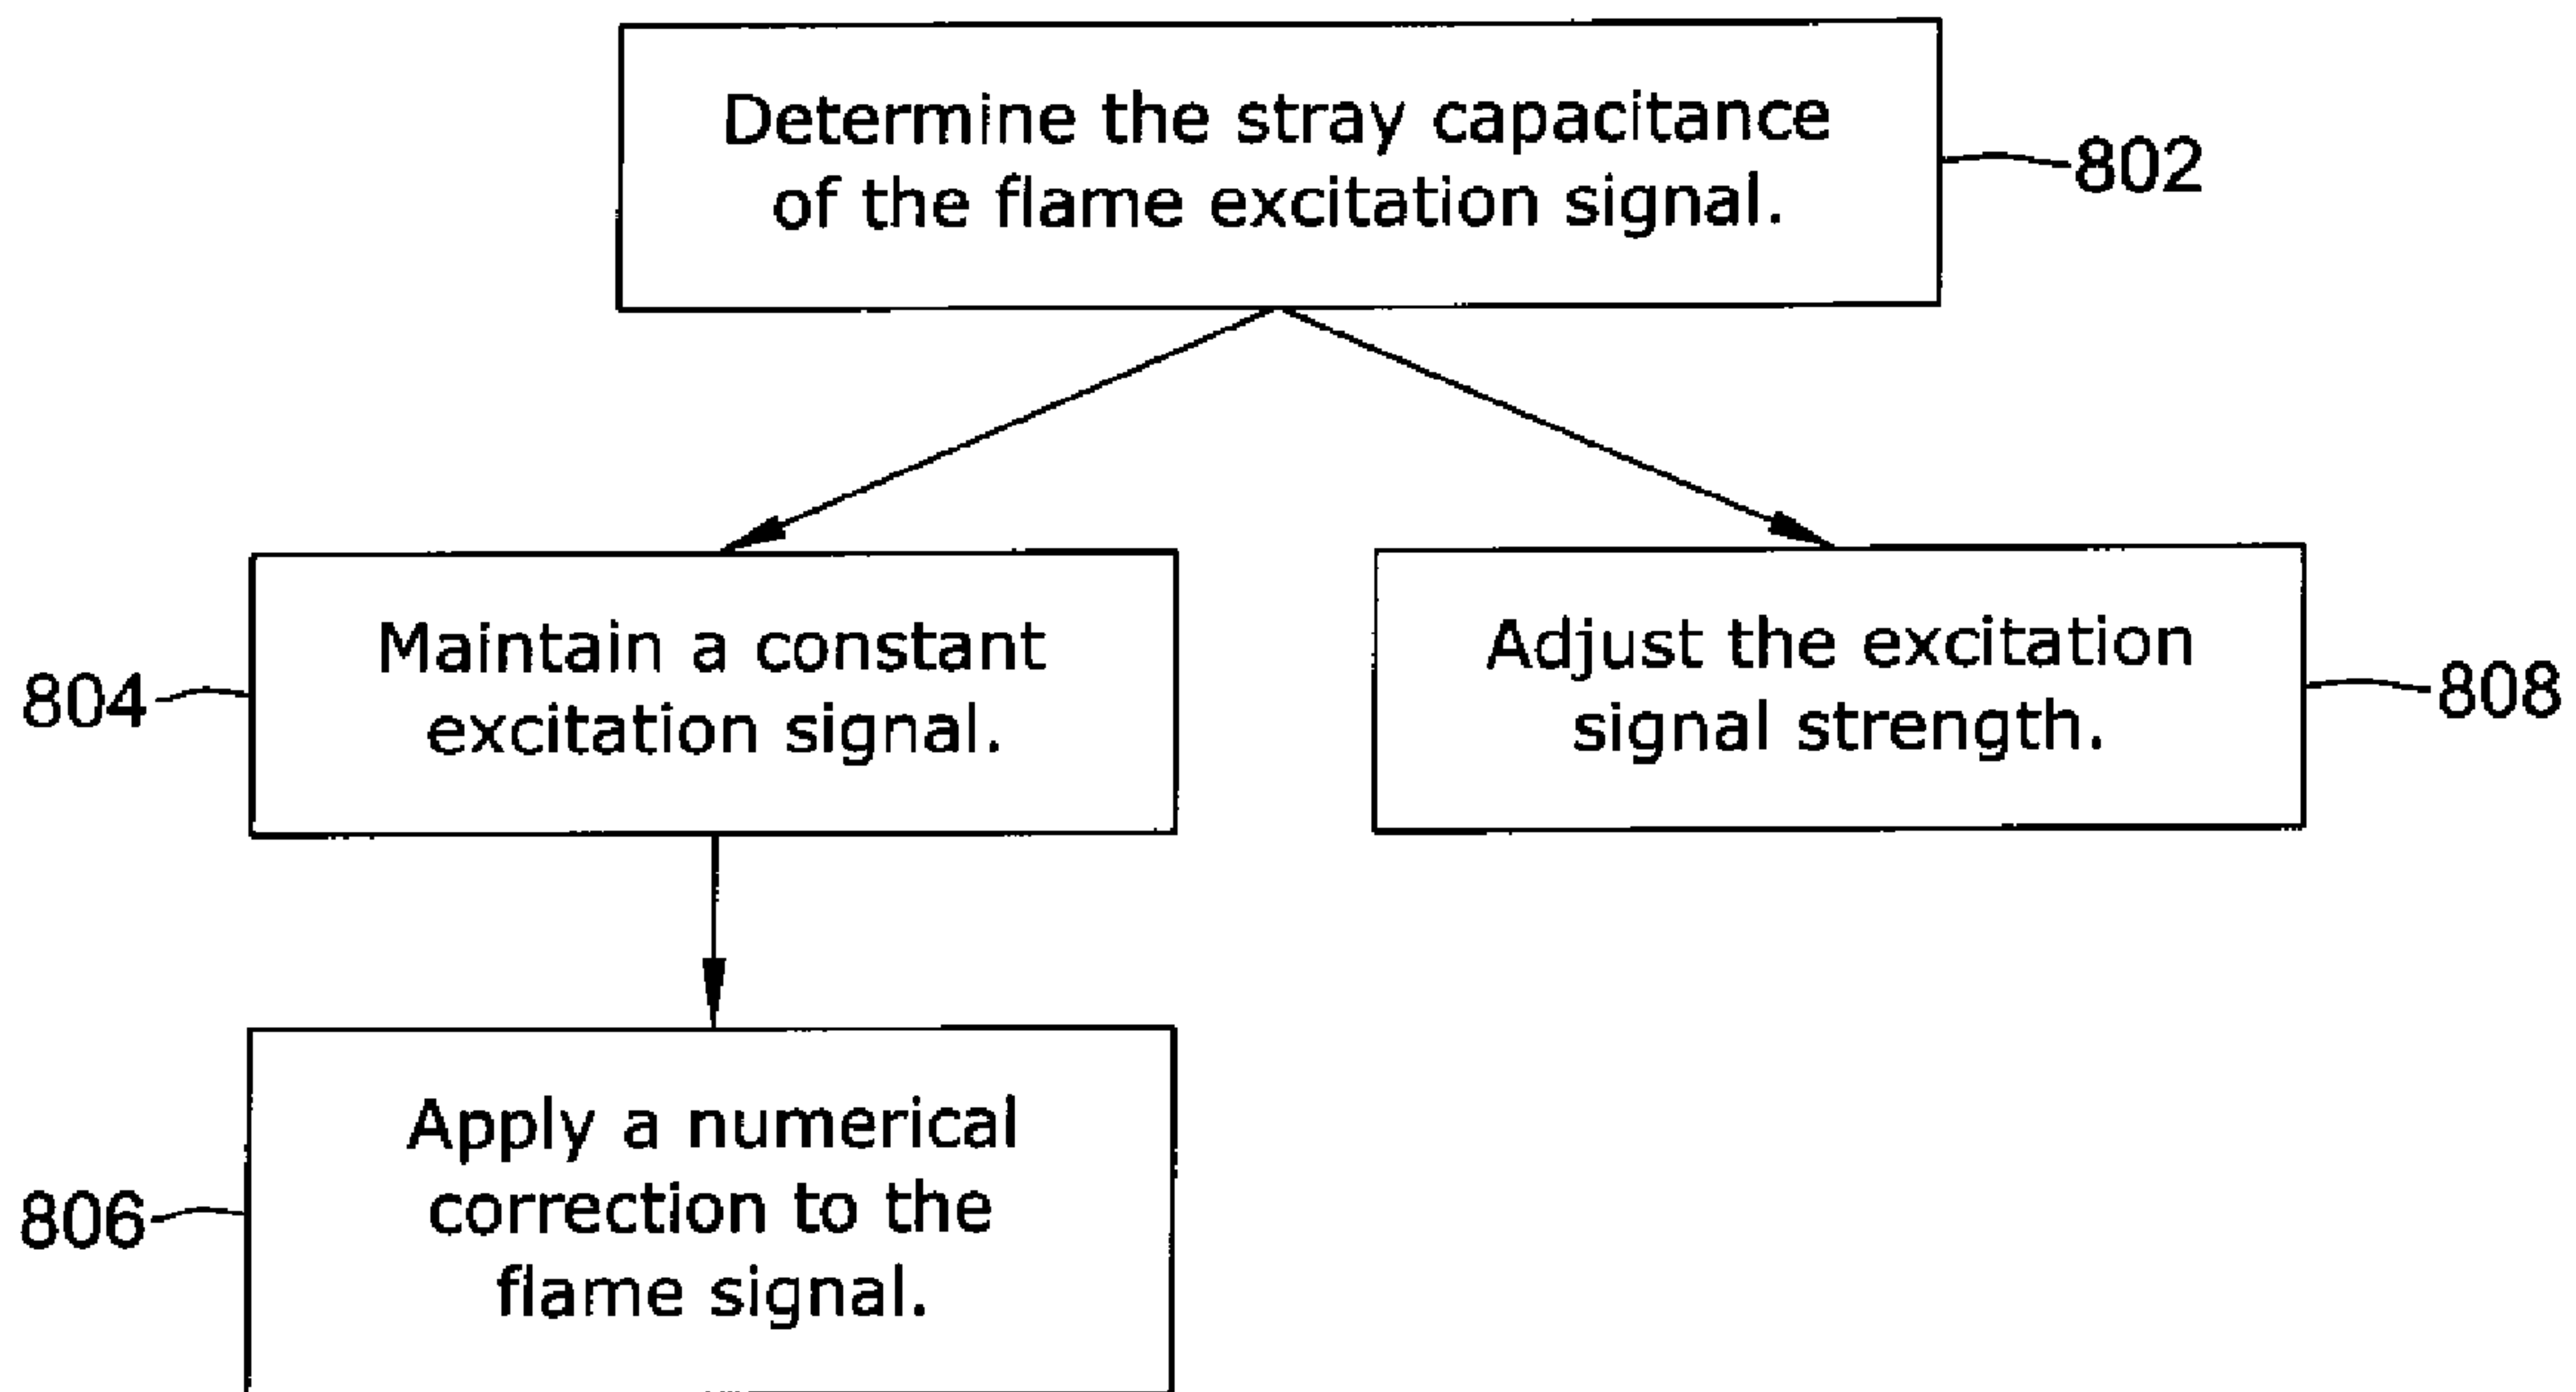 Determine the stray capacitance
of the flame excitation signal.
802
Maintain a constant
excitation signal.
804
Adjust the excitation
signal strength.
808
Apply a numerical
correction to the
flame signal.
806